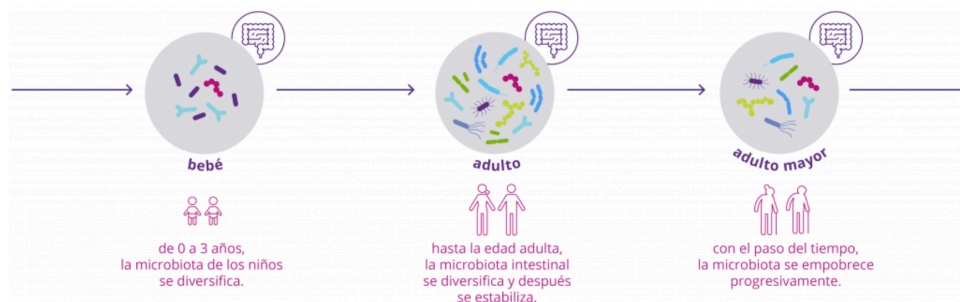 bebé
de 0 a 3 años,
la microbiota de los niños
se diversifica.
adulto
hasta la edad adulta,
la microbiota intestinal
se diversifica y después
se estabiliza.
adulto mayor
con el paso del tiempo,
la microbiota se empobrece
progresivamente.